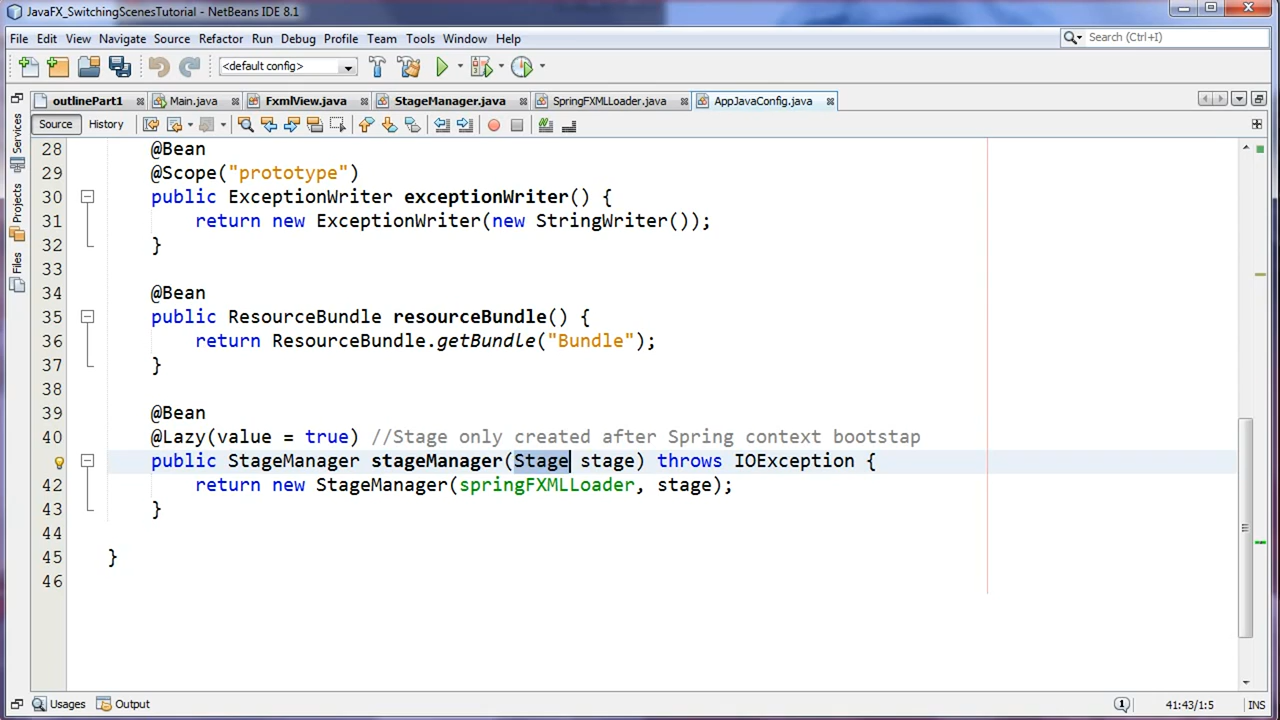 JavaFX_SwitchingScenesTutorial - NetBeans IDE 8.1
File Edit View Navigate Source Refactor Run Debug Profile Team Tools Window Help
Search (Ctrl+I)
<default config>
outlinePart1 Main.java FxmlView.java StageManager.java SpringFXMLLoader.java AppJavaConfig.java
Source History
Services
Projects
Files
28 @Bean
29 @Scope("prototype")
30 public ExceptionWriter exceptionWriter() {
31 return new ExceptionWriter(new StringWriter());
32 }
33
34 @Bean
35 public ResourceBundle resourceBundle() {
36 return ResourceBundle.getBundle("Bundle");
37 }
38
39 @Bean
40 @Lazy(value = true) //Stage only created after Spring context bootstap
41 public StageManager stageManager(Stage stage) throws IOException {
42 return new StageManager(springFXMLLoader, stage);
43 }
44
45 }
46
Usages Output
1 41:43/1:5 INS